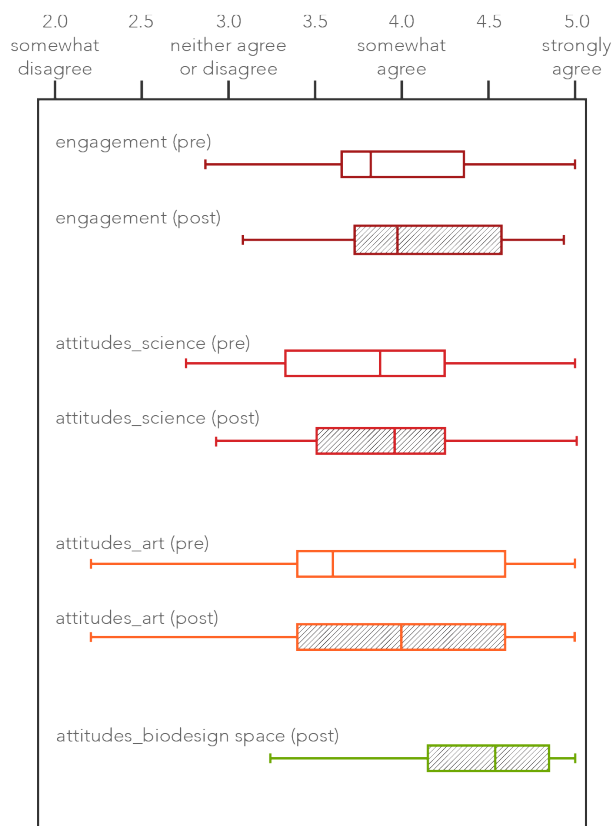 2.0 2.5 3.0 3.5 4.0 4.5 5.0
somewhat neither agree somewhat strongly
disagree or disagree agree agree
engagement (pre)
engagement (post)
attitudes_science (pre)
attitudes_science (post)
attitudes_art (pre)
attitudes_art (post)
attitudes_biodesign space (post)